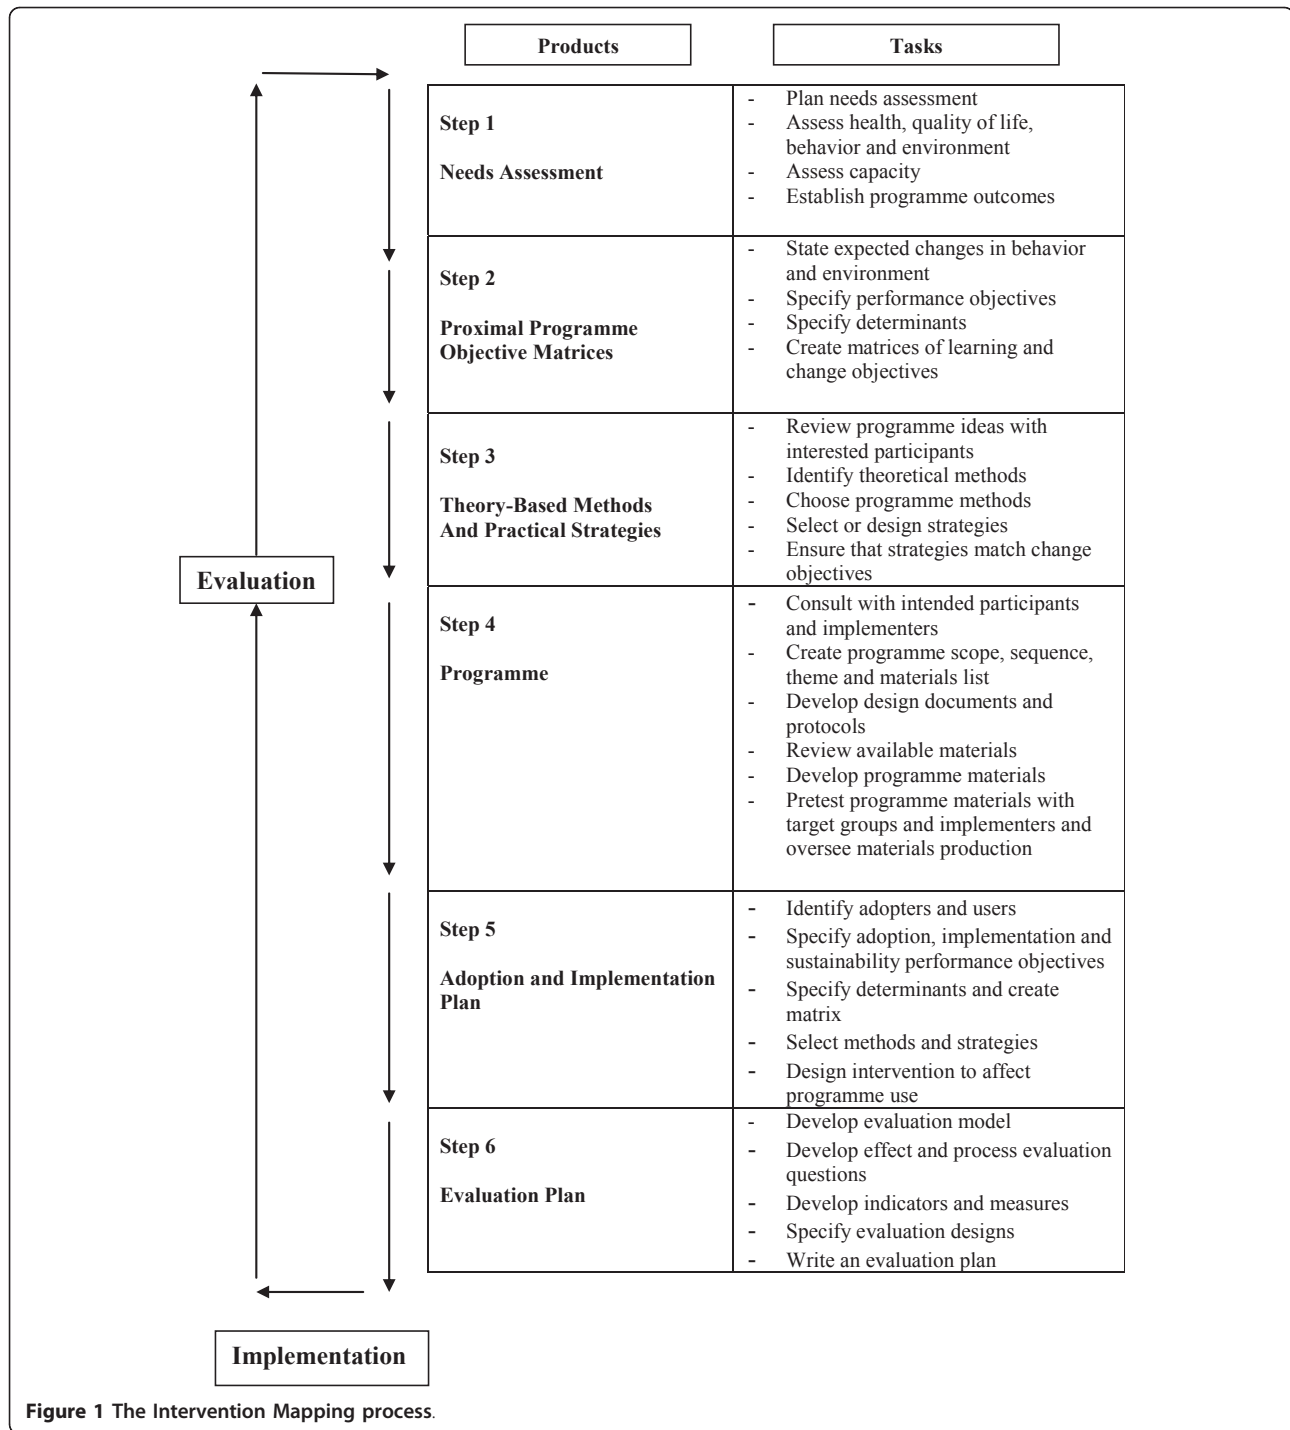 Products
Tasks
Step 1
Needs Assessment
- Plan needs assessment
- Assess health, quality of life,
behavior and environment
- Assess capacity
- Establish programme outcomes
Step 2
Proximal Programme
Objective Matrices
- State expected changes in behavior
and environment
- Specify performance objectives
- Specify determinants
- Create matrices of learning and
change objectives
Step 3
Theory-Based Methods
And Practical Strategies
- Review programme ideas with
interested participants
- Identify theoretical methods
- Choose programme methods
- Select or design strategies
- Ensure that strategies match change
objectives
Evaluation
Step 4
Programme
- Consult with intended participants
and implementers
- Create programme scope, sequence,
theme and materials list
- Develop design documents and
protocols
- Review available materials
- Develop programme materials
- Pretest programme materials with
target groups and implementers and
oversee materials production
Step 5
Adoption and Implementation
Plan
- Identify adopters and users
- Specify adoption, implementation and
sustainability performance objectives
- Specify determinants and create
matrix
- Select methods and strategies
- Design intervention to affect
programme use
Step 6
Evaluation Plan
- Develop evaluation model
- Develop effect and process evaluation
questions
- Develop indicators and measures
- Specify evaluation designs
- Write an evaluation plan
Implementation
Figure 1 The Intervention Mapping process.